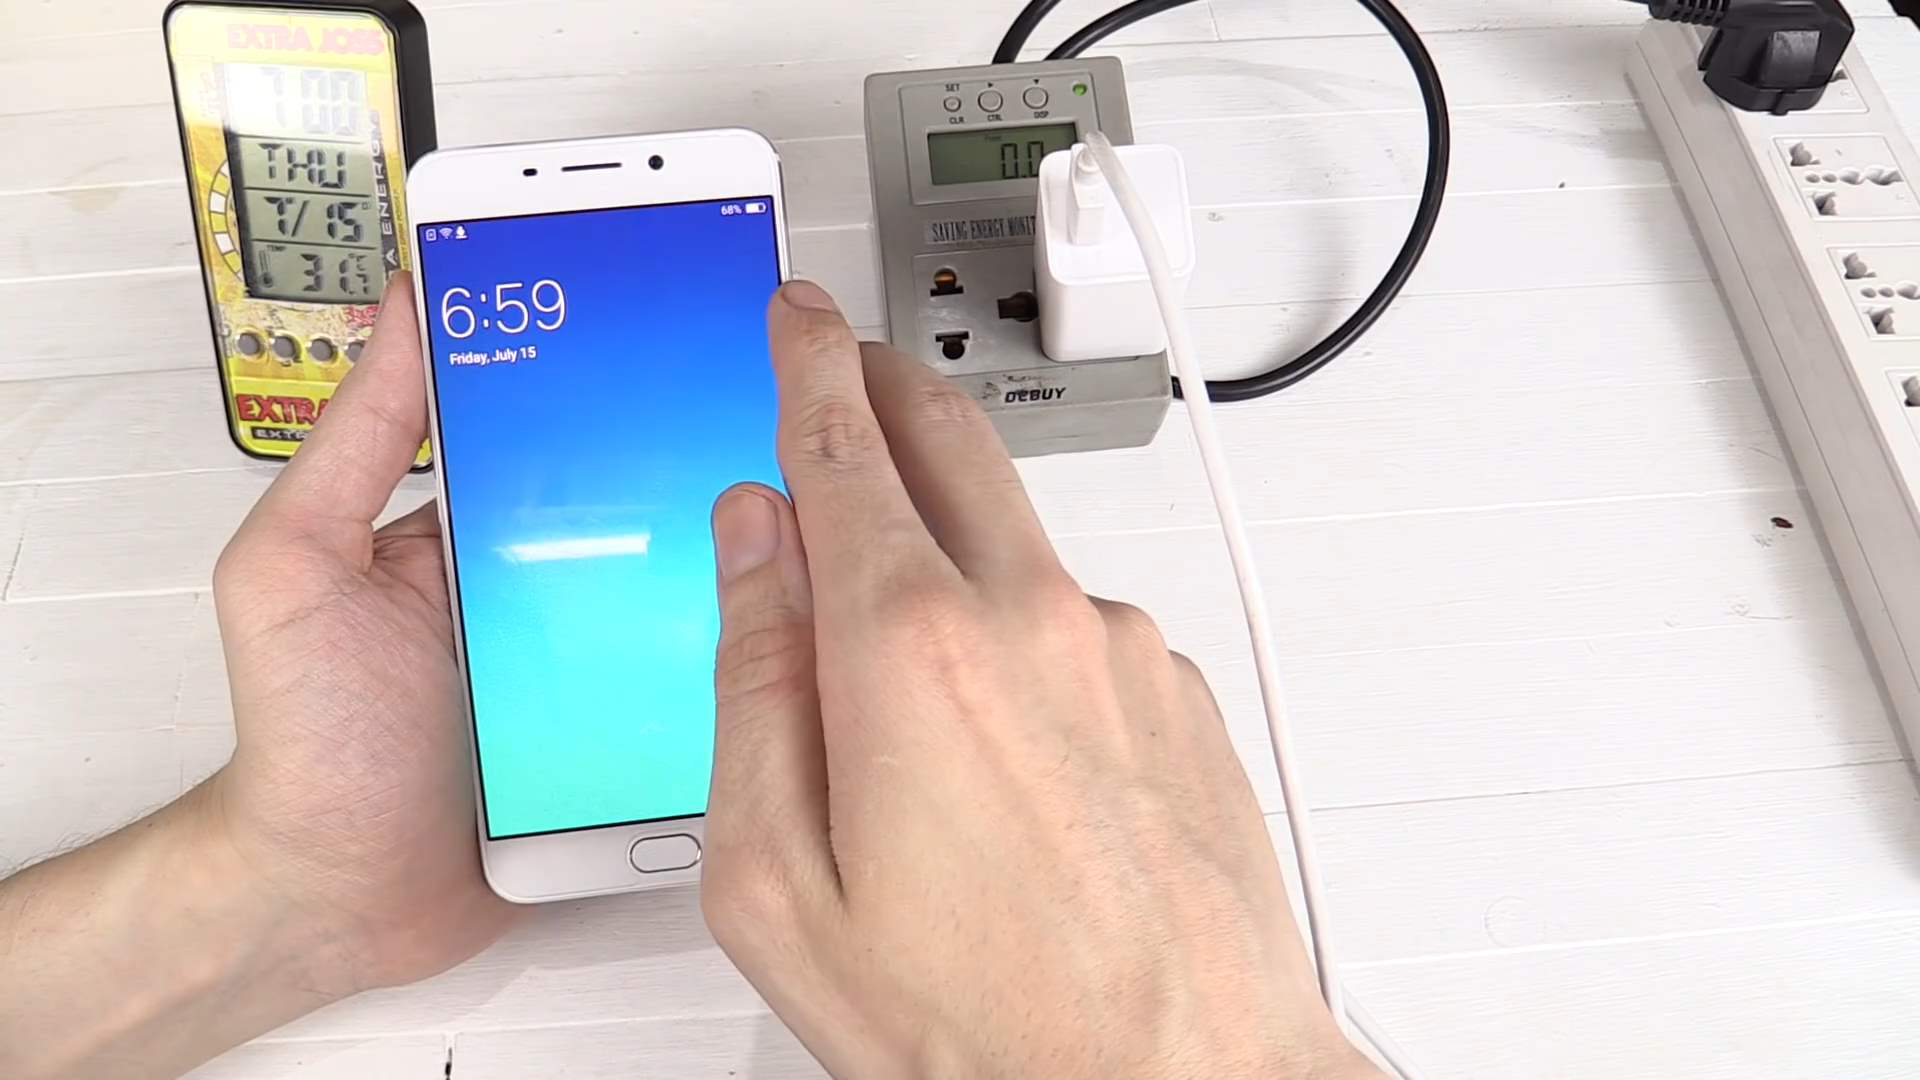 EXTRA JOSS
7:00
THU
7/15
TEMP
68%
6:59
Friday, July 15
SET
CLR
CTRL
DISP
0.0
SAVING ENERGY MONIT
DEBUY
EXTRA